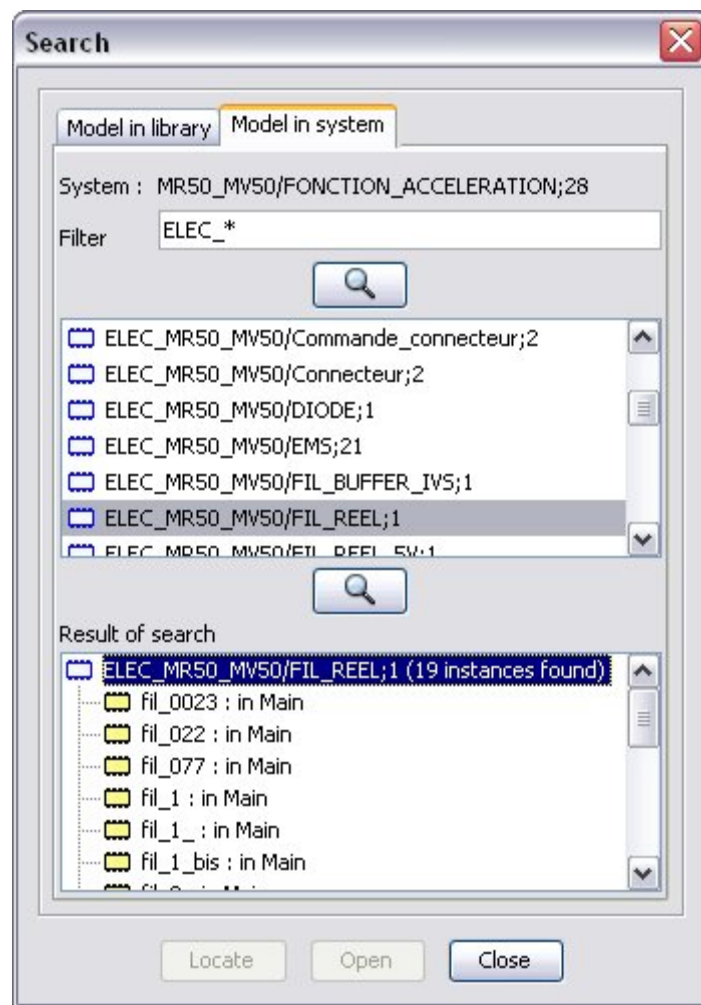 Search
Model in library Model in system
System : MR50_MV50/FONCTION_ACCELERATION;28
Filter ELEC_*
ELEC_MR50_MV50/Commande_connecteur;2
ELEC_MR50_MV50/Connecteur;2
ELEC_MR50_MV50/DIODE;1
ELEC_MR50_MV50/EMS;21
ELEC_MR50_MV50/FIL_BUFFER_IVS;1
ELEC_MR50_MV50/FIL_REEL;1
ELEC_MR50_MV50/FIL_REEL_5V;1
Result of search
ELEC_MR50_MV50/FIL_REEL;1 (19 instances found)
fil_0023 : in Main
fil_022 : in Main
fil_077 : in Main
fil_1 : in Main
fil_1_ : in Main
fil_1_bis : in Main
Locate Open Close